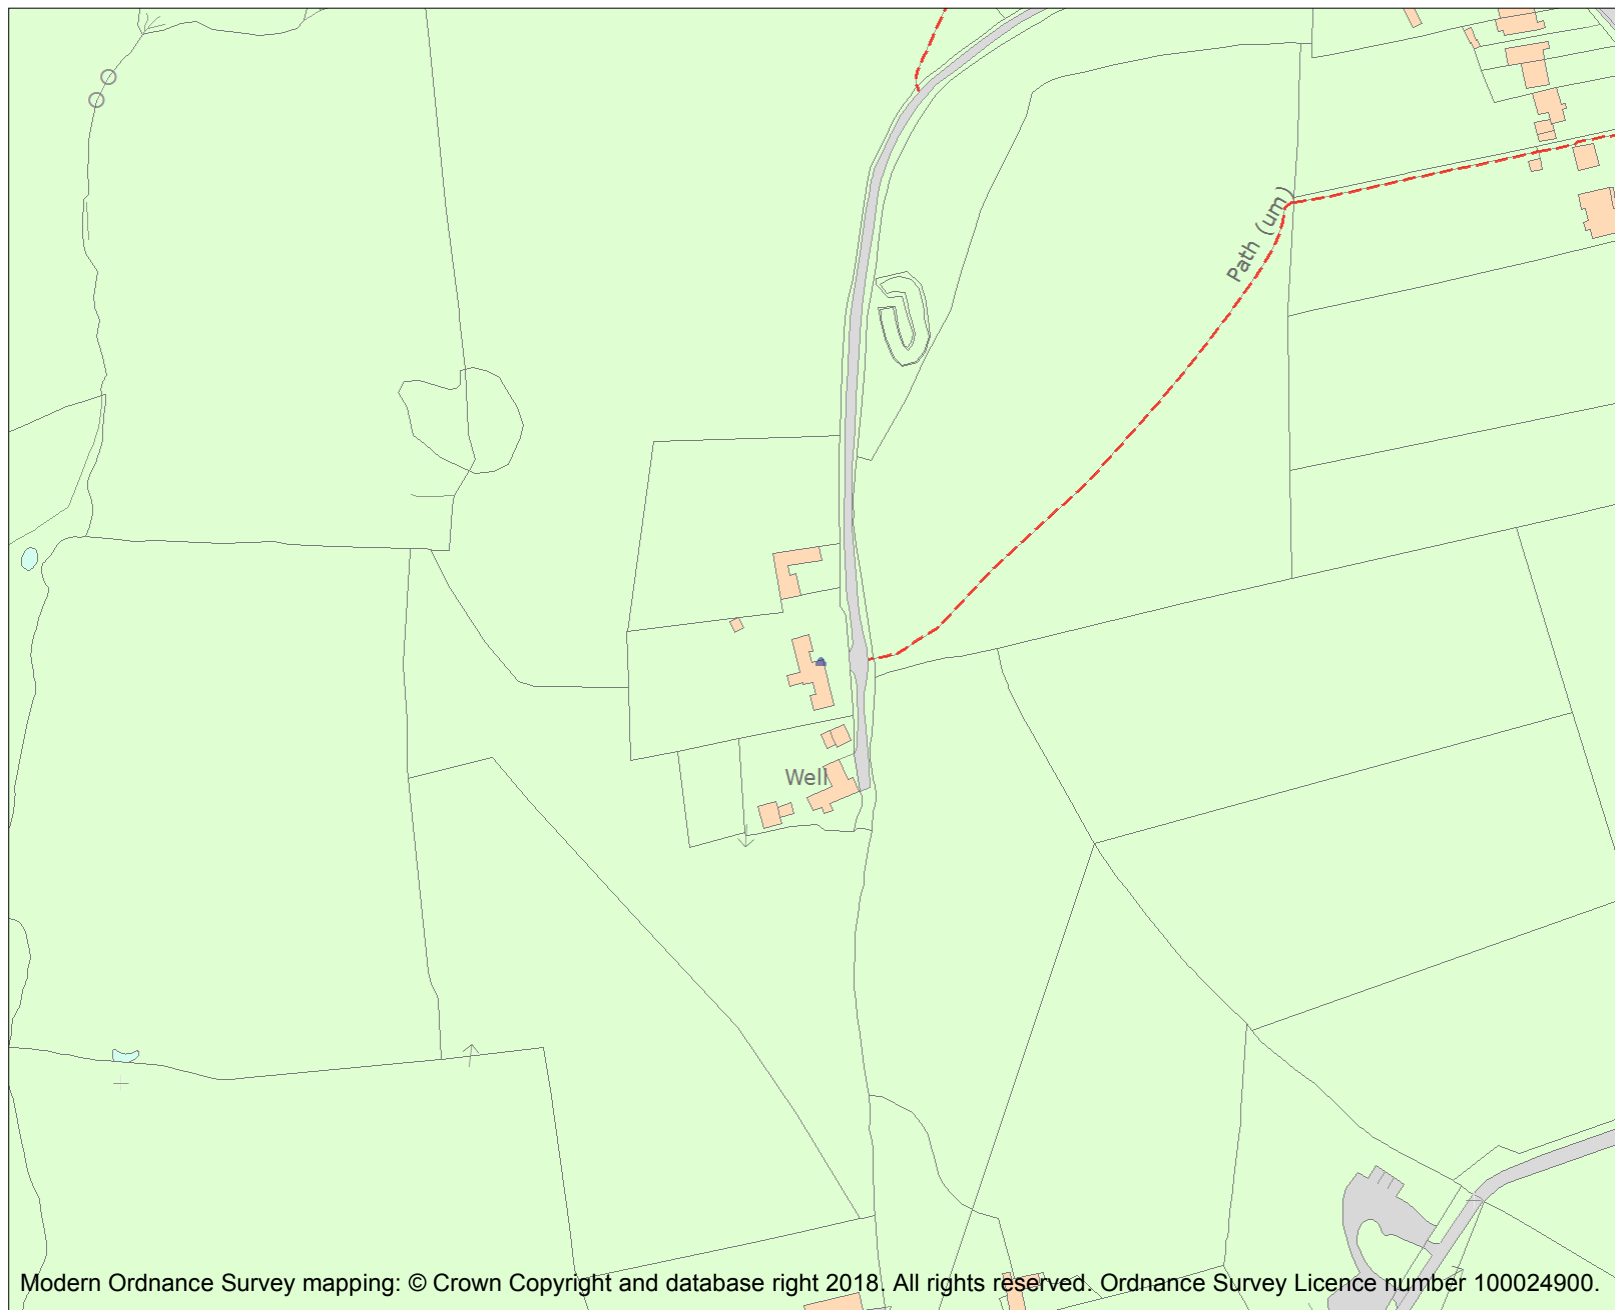 Path (um)
Well
Modern Ordnance Survey mapping: © Crown Copyright and database right 2018. All rights reserved. Ordnance Survey Licence number 100024900.